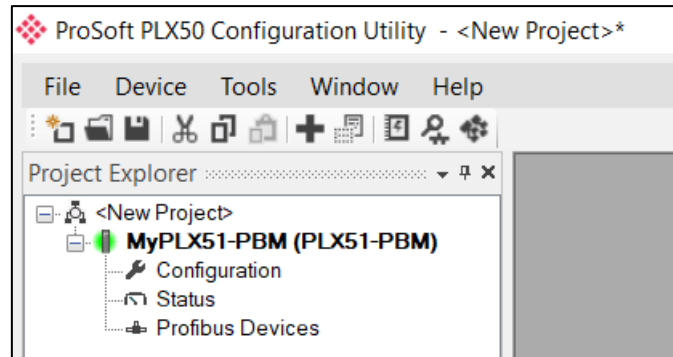 ProSoft PLX50 Configuration Utility - <New Project>*
File Device Tools Window Help
Project Explorer
<New Project>
MyPLX51-PBM (PLX51-PBM)
Configuration
Status
Profibus Devices